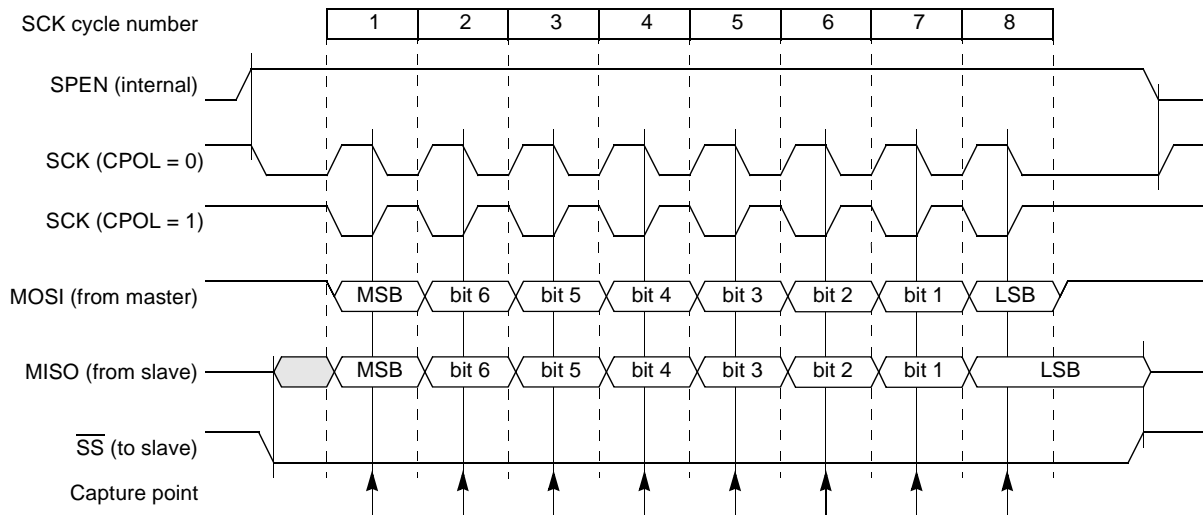 SCK cycle number 1 2 3 4 5 6 7 8
SPEN (internal)
SCK (CPOL = 0)
SCK (CPOL = 1)
MOSI (from master) MSB bit 6 bit 5 bit 4 bit 3 bit 2 bit 1 LSB
MISO (from slave) MSB bit 6 bit 5 bit 4 bit 3 bit 2 bit 1 LSB
SS (to slave)
Capture point